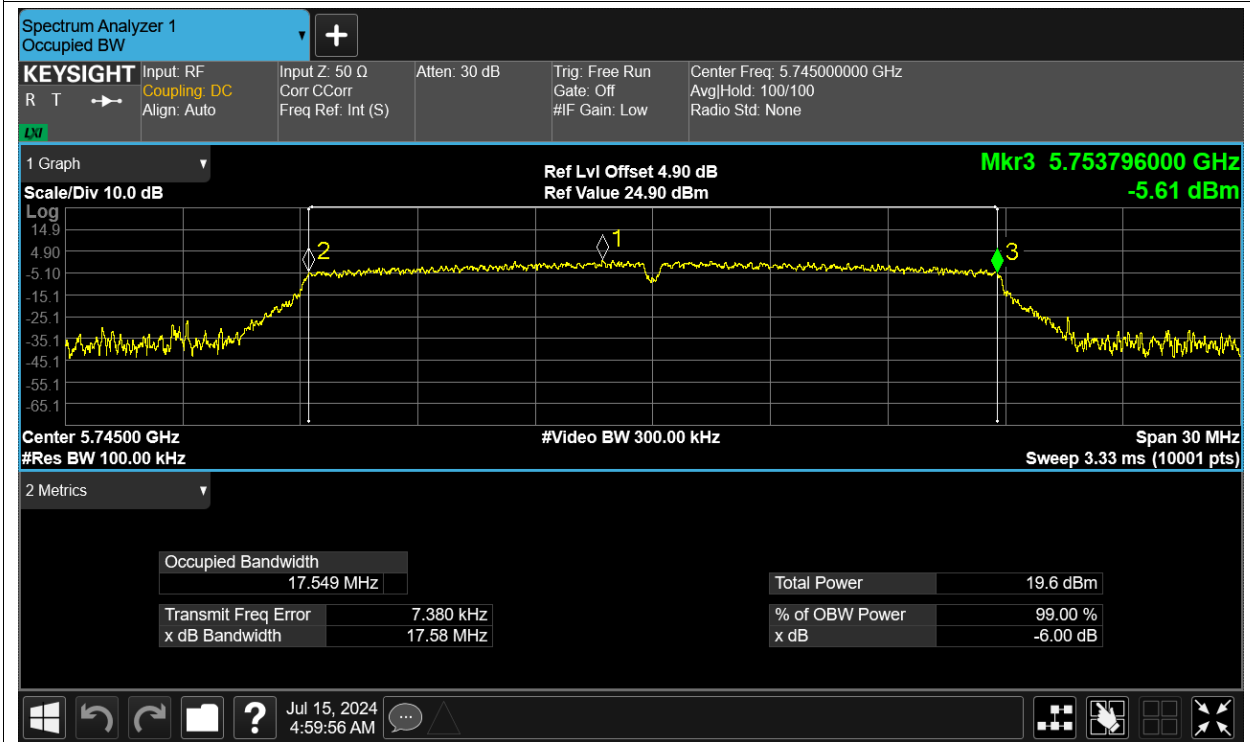 Spectrum Analyzer 1
Occupied BW
KEYSIGHT
R T
LXI
Input: RF
Coupling: DC
Align: Auto
Input Z: 50 Ω
Corr CCorr
Freq Ref: Int (S)
Atten: 30 dB
Trig: Free Run
Gate: Off
#IF Gain: Low
Center Freq: 5.745000000 GHz
Avg|Hold: 100/100
Radio Std: None
1 Graph
Scale/Div 10.0 dB
Ref Lvl Offset 4.90 dB
Ref Value 24.90 dBm
Mkr3 5.753796000 GHz
-5.61 dBm
Log
14.9
4.90
-5.10
-15.1
-25.1
-35.1
-45.1
-55.1
-65.1
2
1
3
Center 5.74500 GHz
#Res BW 100.00 kHz
#Video BW 300.00 kHz
Span 30 MHz
Sweep 3.33 ms (10001 pts)
2 Metrics
Occupied Bandwidth
17.549 MHz
Transmit Freq Error 7.380 kHz
x dB Bandwidth 17.58 MHz
Total Power 19.6 dBm
% of OBW Power 99.00 %
x dB -6.00 dB
?
Jul 15, 2024
4:59:56 AM